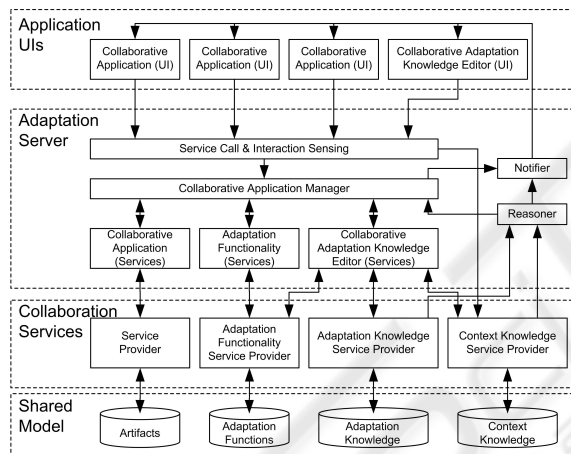 Application
UIs
Collaborative
Application (UI)
Collaborative
Application (UI)
Collaborative
Application (UI)
Collaborative Adaptation
Knowledge Editor (UI)
Adaptation
Server
Service Call & Interaction Sensing
Notifier
Collaborative Application Manager
Reasoner
Collaborative
Application
(Services)
Adaptation
Functionality
(Services)
Collaborative
Adaptation Knowledge
Editor (Services)
Collaboration
Services
Service
Provider
Adaptation
Functionality
Service Provider
Adaptation Knowledge
Service Provider
Context Knowledge
Service Provider
Shared
Model
Artifacts
Adaptation
Functions
Adaptation
Knowledge
Context
Knowledge